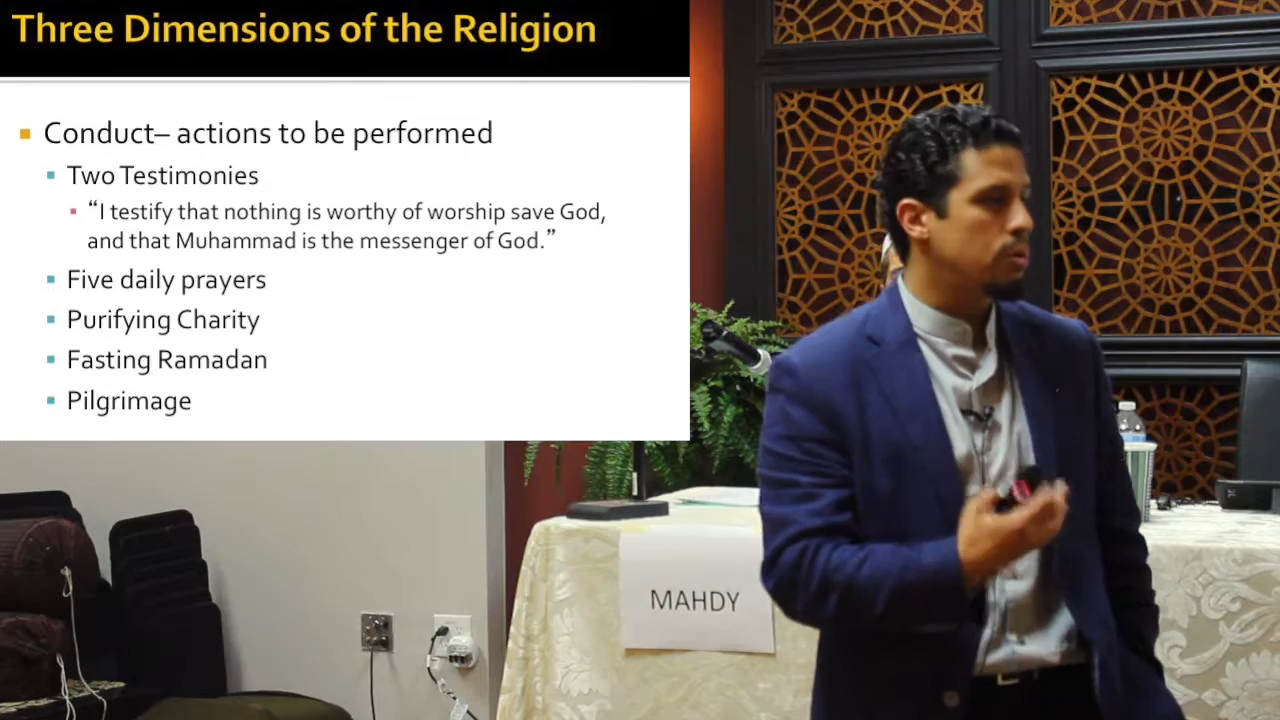 Three Dimensions of the Religion
Conduct– actions to be performed
Two Testimonies
“I testify that nothing is worthy of worship save God,
and that Muhammad is the messenger of God.”
Five daily prayers
Purifying Charity
Fasting Ramadan
Pilgrimage
MAHDY